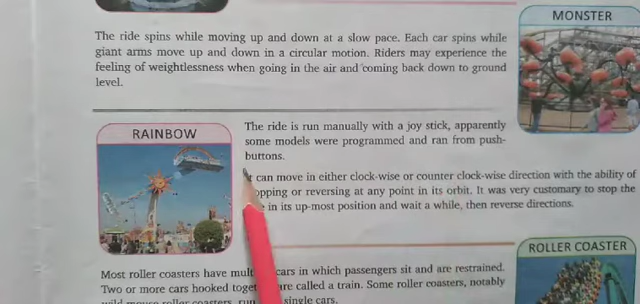 MONSTER
The ride spins while moving up and down at a slow pace. Each car spins while
giant arms move up and down in a circular motion. Riders may experience the
feeling of weightlessness when going in the air and coming back down to ground
level.
RAINBOW
The ride is run manually with a joy stick, apparently
some models were programmed and ran from push-
buttons.
can move in either clock-wise or counter clock-wise direction with the ability of
opping or reversing at any point in its orbit. It was very customary to stop the
in its up-most position and wait a while, then reverse directions.
ROLLER COASTER
Most roller coasters have mul cars in which passengers sit and are restrained.
Two or more cars hooked toget are called a train. Some roller coasters, notably
wild mouse roller coasters, run single cars.